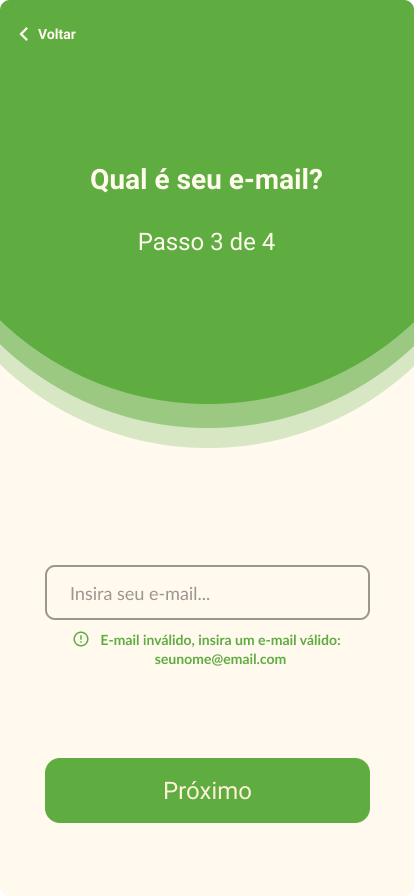 Voltar
Qual é seu e-mail?
Passo 3 de 4
Insira seu e-mail...
E-mail inválido, insira um e-mail válido:
seunome@email.com
Próximo